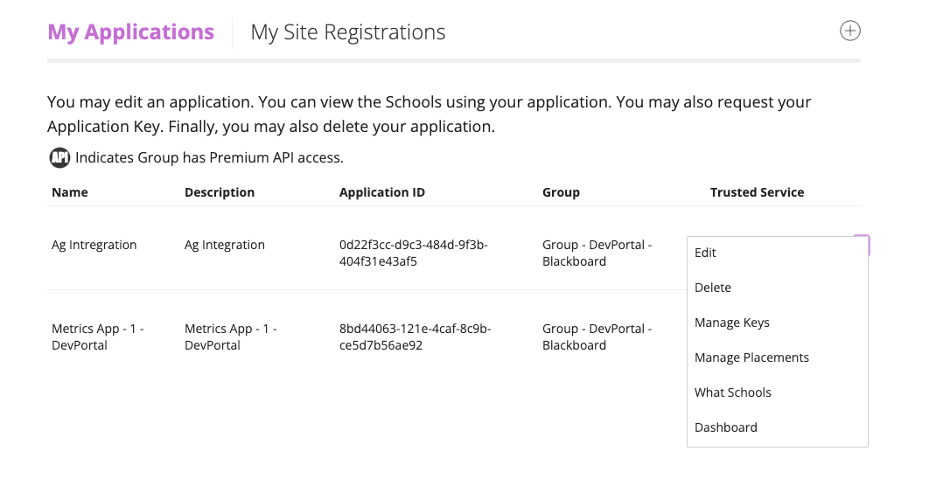 My Applications
My Site Registrations
You may edit an application. You can view the Schools using your application. You may also request your
Application Key. Finally, you may also delete your application.
API Indicates Group has Premium API access.
Name Description Application ID Group Trusted Service
Ag Intregration Ag Integration 0d22f3cc-d9c3-484d-9f3b- Group - DevPortal -
404f31e43af5 Blackboard
Metrics App - 1 - Metrics App - 1 - 8bd44063-121e-4caf-8c9b- Group - DevPortal -
DevPortal DevPortal ce5d7b56ae92 Blackboard
Edit
Delete
Manage Keys
Manage Placements
What Schools
Dashboard